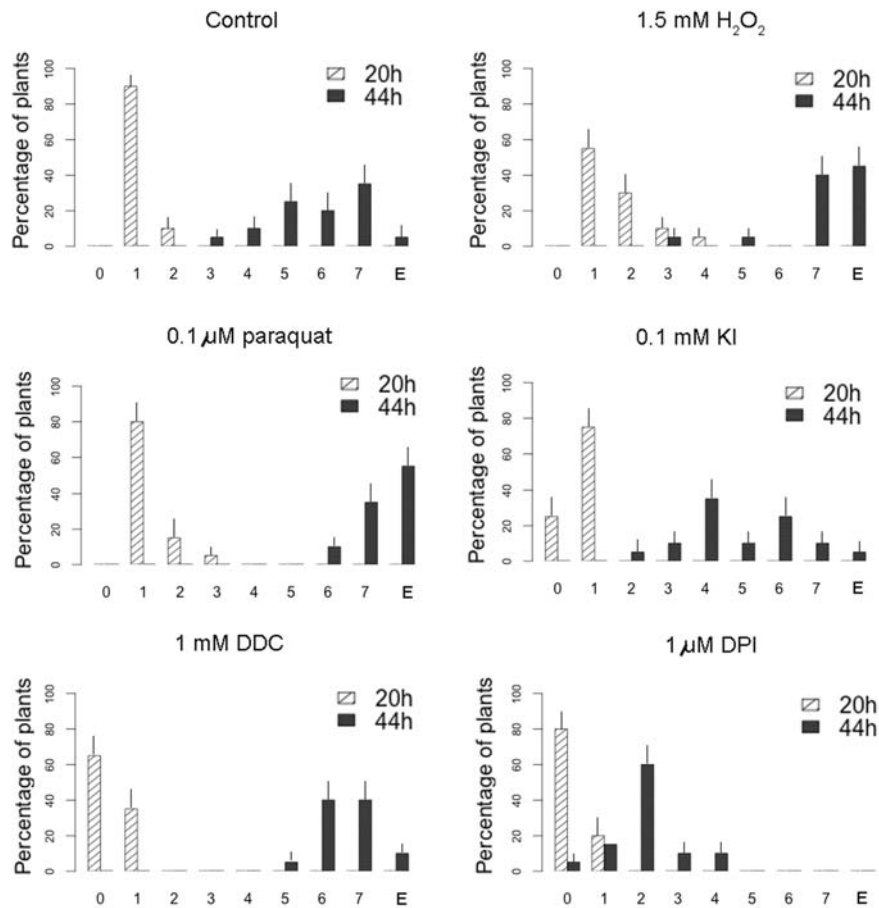 Control
Percentage of plants
100
80
60
40
20
0
20h
44h
0 1 2 3 4 5 6 7 E
1.5 mM H₂O₂
Percentage of plants
100
80
60
40
20
0
20h
44h
0 1 2 3 4 5 6 7 E
0.1 µM paraquat
Percentage of plants
100
80
60
40
20
0
20h
44h
0 1 2 3 4 5 6 7 E
0.1 mM KI
Percentage of plants
100
80
60
40
20
0
20h
44h
0 1 2 3 4 5 6 7 E
1 mM DDC
Percentage of plants
100
80
60
40
20
0
20h
44h
0 1 2 3 4 5 6 7 E
1 µM DPI
Percentage of plants
100
80
60
40
20
0
20h
44h
0 1 2 3 4 5 6 7 E